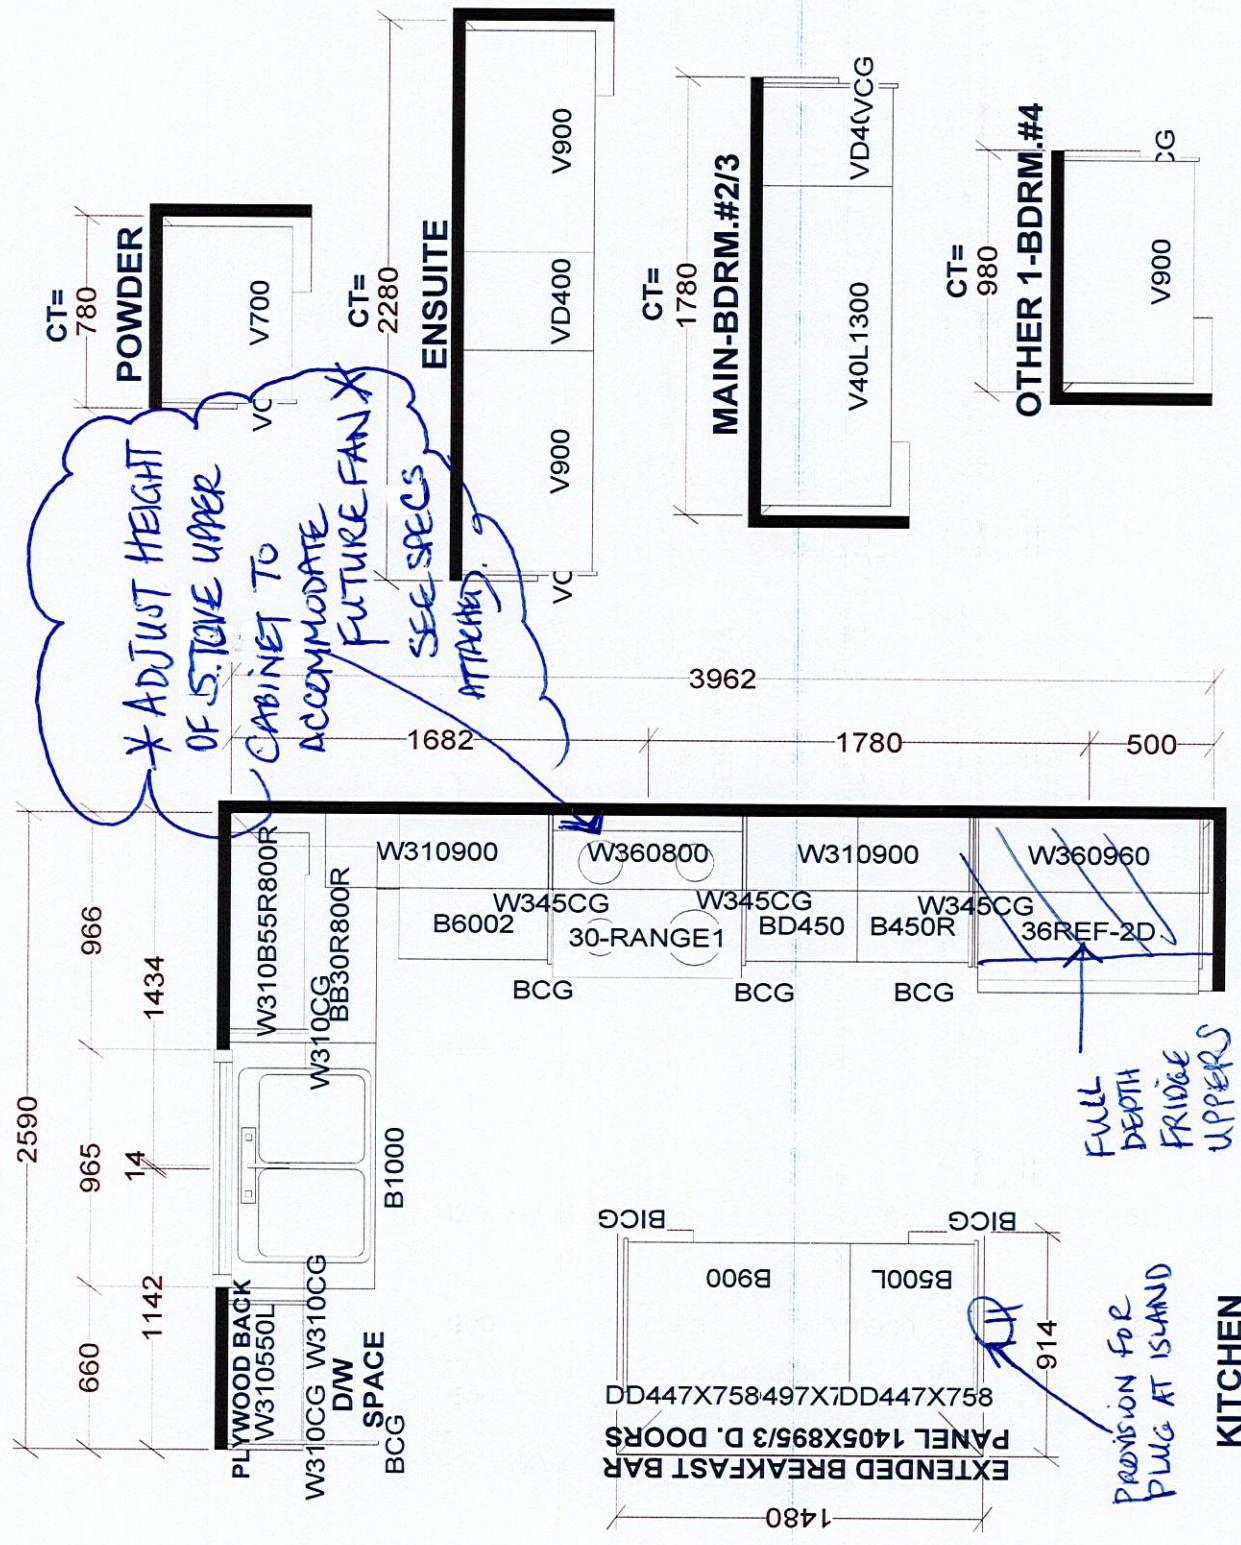 CT=
780
POWDER
V700
CT=
2280
ENSUITE
V900
VD400
V900
CT=
1780
MAIN-BDRM.#2/3
V40L1300
VCG
CT=
980
OTHER 1-BDRM.#4
V900
CG
* ADJUST HEIGHT
OF STOVE UPPER
CABINET TO
ACCOMMODATE
FUTURE FAN *
SEE SPECS
ATTACHED.
2590
660
965
966
1142
14
1434
3962
1682
1780
500
PLYWOOD BACK
W310550L
W310CG W310CG
D/W
SPACE
BCG
B1000
W310CG
W310B55R800R
BB30R800R
W310900
B6002
W345CG
BCG
W360800
30-RANGE1
W345CG
BCG
W310900
BD450
B450R
W345CG
BCG
W360960
36REF-2D
FULL
DEPTH
FRIDGE
UPPERS
BICG
B900
B500L
BICG
DD447X758
DD447X758
PANEL 1405X895/3 D. DOORS
EXTENDED BREAKFAST BAR
1480
914
PROVISION FOR
PLUG AT ISLAND
KITCHEN